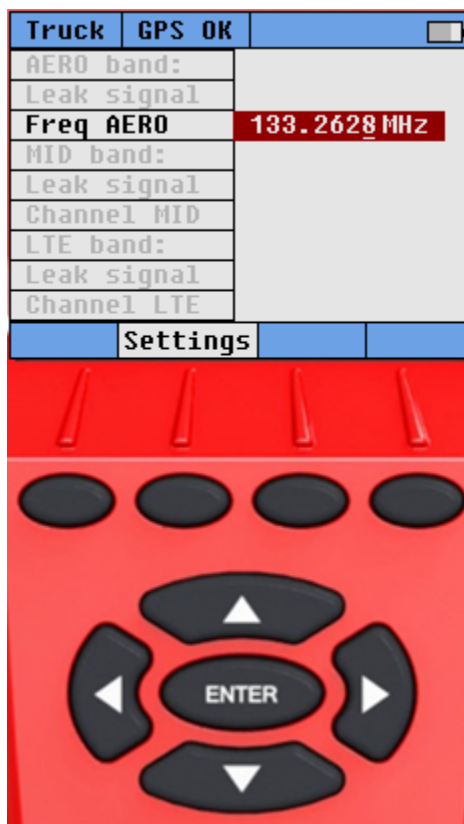 Truck GPS OK
AERO band:
Leak signal
Freq AERO 133.2628 MHz
MID band:
Leak signal
Channel MID
LTE band:
Leak signal
Channel LTE
Settings
ENTER